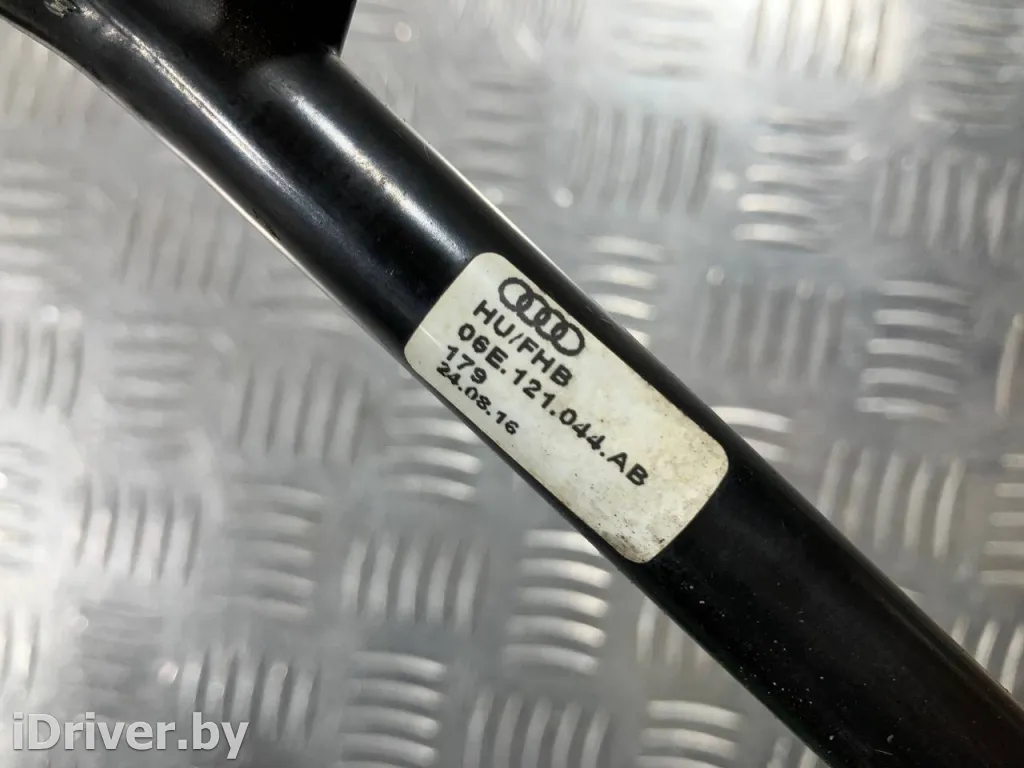 HU/FHB
06E.121.044.AB
179
24.08.16
iDriver.by